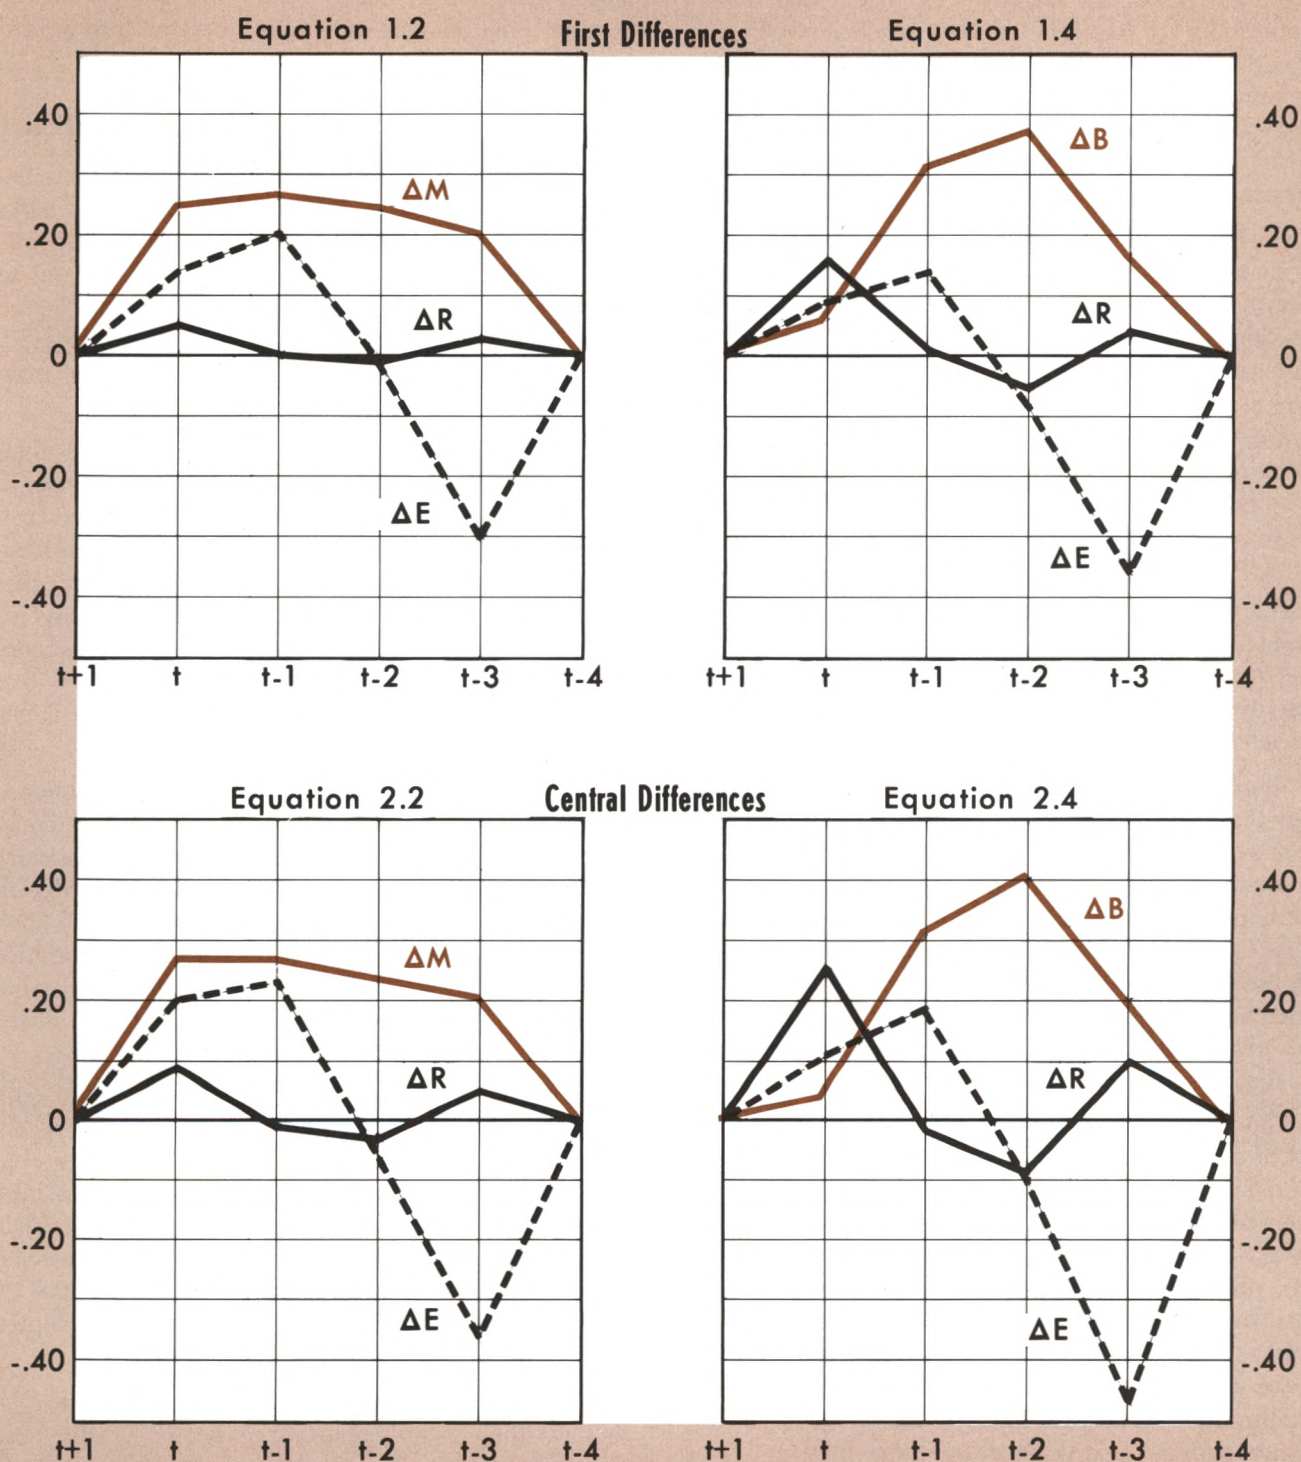 Equation 1.2 First Differences Equation 1.4
.40 .40
ΔB
ΔM
.20 .20
ΔR ΔR
0 0
-.20 -.20
ΔE
ΔE
-.40 -.40
t+1 t t-1 t-2 t-3 t-4 t+1 t t-1 t-2 t-3 t-4
Equation 2.2 Central Differences Equation 2.4
.40 .40
ΔB
ΔM
.20 .20
ΔR ΔR
0 0
-.20 -.20
ΔE ΔE
-.40 -.40
t+1 t t-1 t-2 t-3 t-4 t+1 t t-1 t-2 t-3 t-4